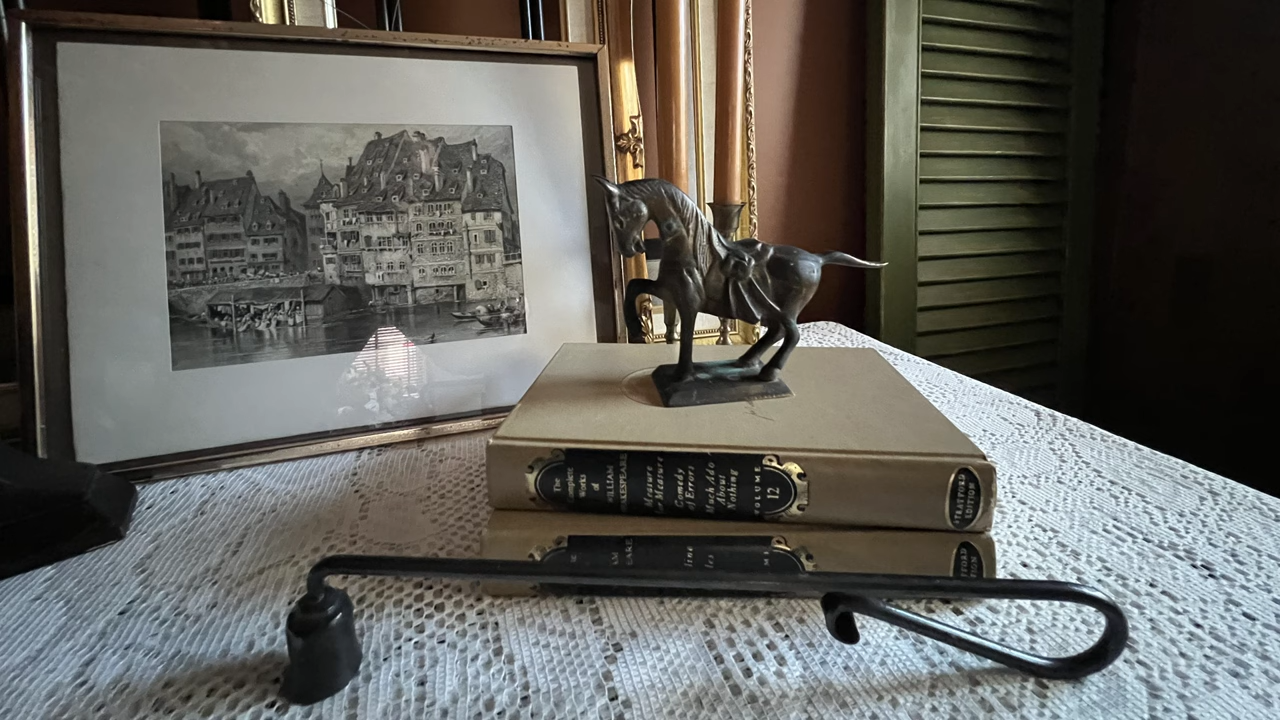 The
Complete
Works
of
WILLIAM
SHAKESPEARE
Measure
for Measure
Comedy
of Errors
Much Ado
About
Nothing
VOLUME
12
STRATFORD
EDITION